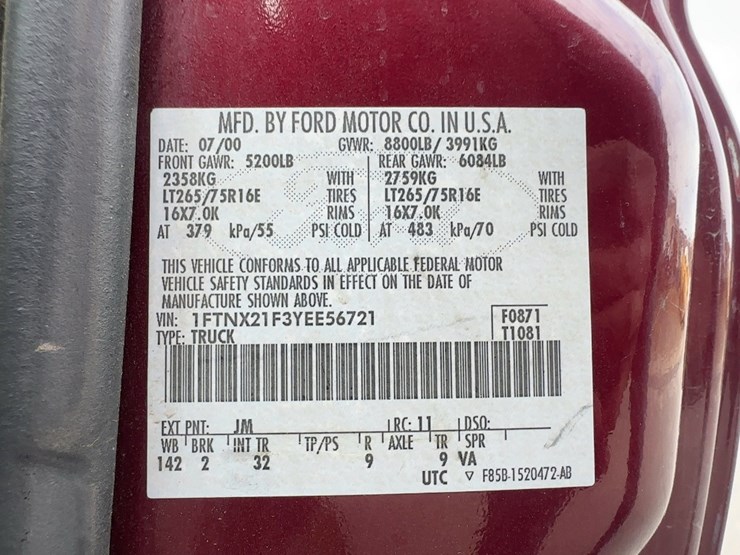 MFD. BY FORD MOTOR CO. IN U.S.A.
DATE: 07/00 GVWR: 8800LB/ 3991KG
FRONT GAWR: 5200LB REAR GAWR: 6084LB
2358KG WITH 2759KG WITH
LT265/75R16E TIRES LT265/75R16E TIRES
16X7.0K RIMS 16X7.0K RIMS
AT 379 kPa/55 PSI COLD AT 483 kPa/70 PSI COLD
THIS VEHICLE CONFORMS TO ALL APPLICABLE FEDERAL MOTOR
VEHICLE SAFETY STANDARDS IN EFFECT ON THE DATE OF
MANUFACTURE SHOWN ABOVE.
VIN: 1FTNX21F3YEE56721 F0871
TYPE: TRUCK T1081
EXT PNT: JM RC: 11 DSO:
WB BRK INT TR TP/PS R AXLE TR SPR
142 2 32 9 9 VA
UTC ▽ F85B-1520472-AB